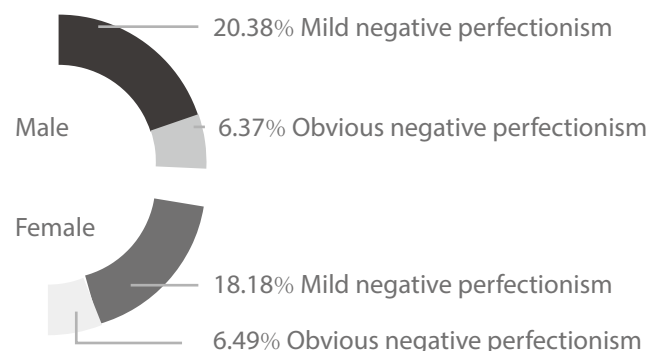 20.38% Mild negative perfectionism
Male
6.37% Obvious negative perfectionism
Female
18.18% Mild negative perfectionism
6.49% Obvious negative perfectionism